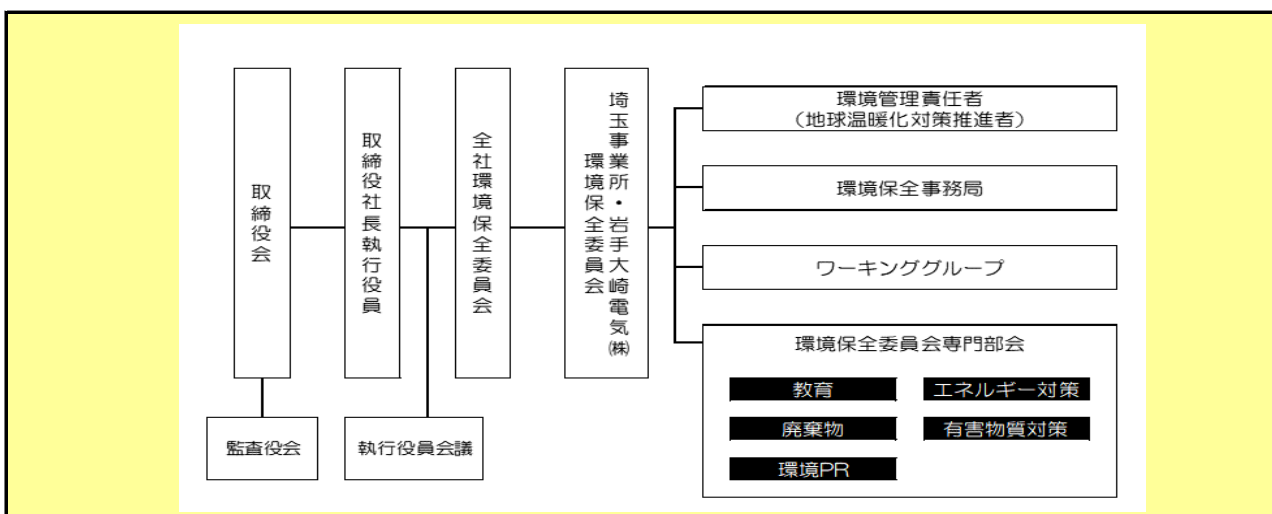 取締役会
取締役社長執行役員
全社環境保全委員会
埼玉事業所・岩手大崎電気㈱
環境保全委員会
環境管理責任者
（地球温暖化対策推進者）
環境保全事務局
ワーキンググループ
環境保全委員会専門部会
教育
エネルギー対策
廃棄物
有害物質対策
環境PR
監査役会
執行役員会議